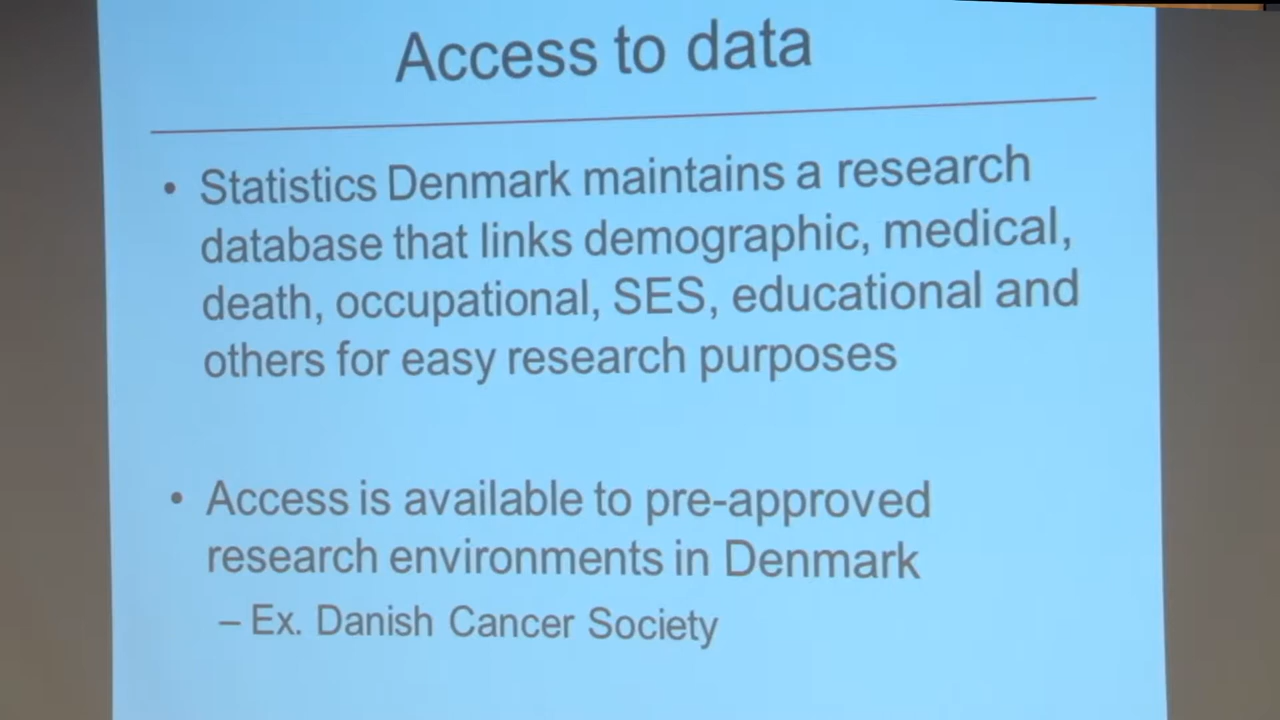 Access to data
• Statistics Denmark maintains a research
database that links demographic, medical,
death, occupational, SES, educational and
others for easy research purposes
• Access is available to pre-approved
research environments in Denmark
– Ex. Danish Cancer Society